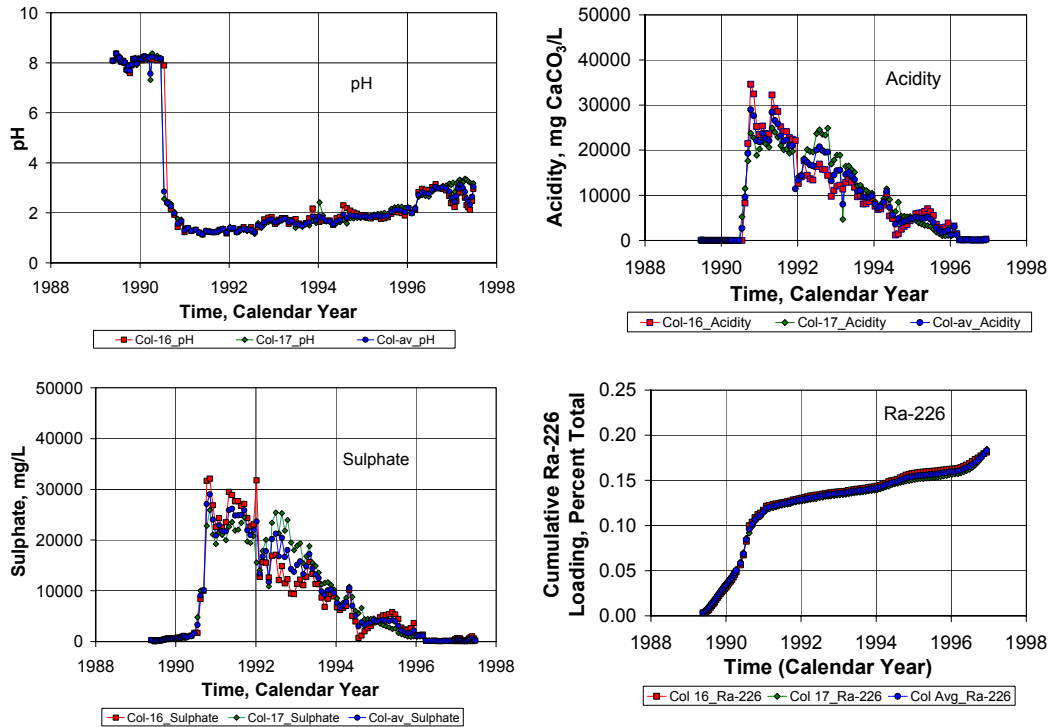 10
8
6
4
2
0
pH
pH
1988 1990 1992 1994 1996 1998
Time, Calendar Year
Col-16_pH Col-17_pH Col-av_pH
50000
40000
30000
20000
10000
0
Acidity, mg CaCO₃/L
Acidity
1988 1990 1992 1994 1996 1998
Time, Calendar Year
Col-16_Acidity Col-17_Acidity Col-av_Acidity
50000
40000
30000
20000
10000
0
Sulphate, mg/L
Sulphate
1988 1990 1992 1994 1996 1998
Time, Calendar Year
Col-16_Sulphate Col-17_Sulphate Col-av_Sulphate
0.25
0.20
0.15
0.10
0.05
0.00
Cumulative Ra-226
Loading, Percent Total
Ra-226
1988 1990 1992 1994 1996 1998
Time (Calendar Year)
Col 16_Ra-226 Col 17_Ra-226 Col Avg_Ra-226